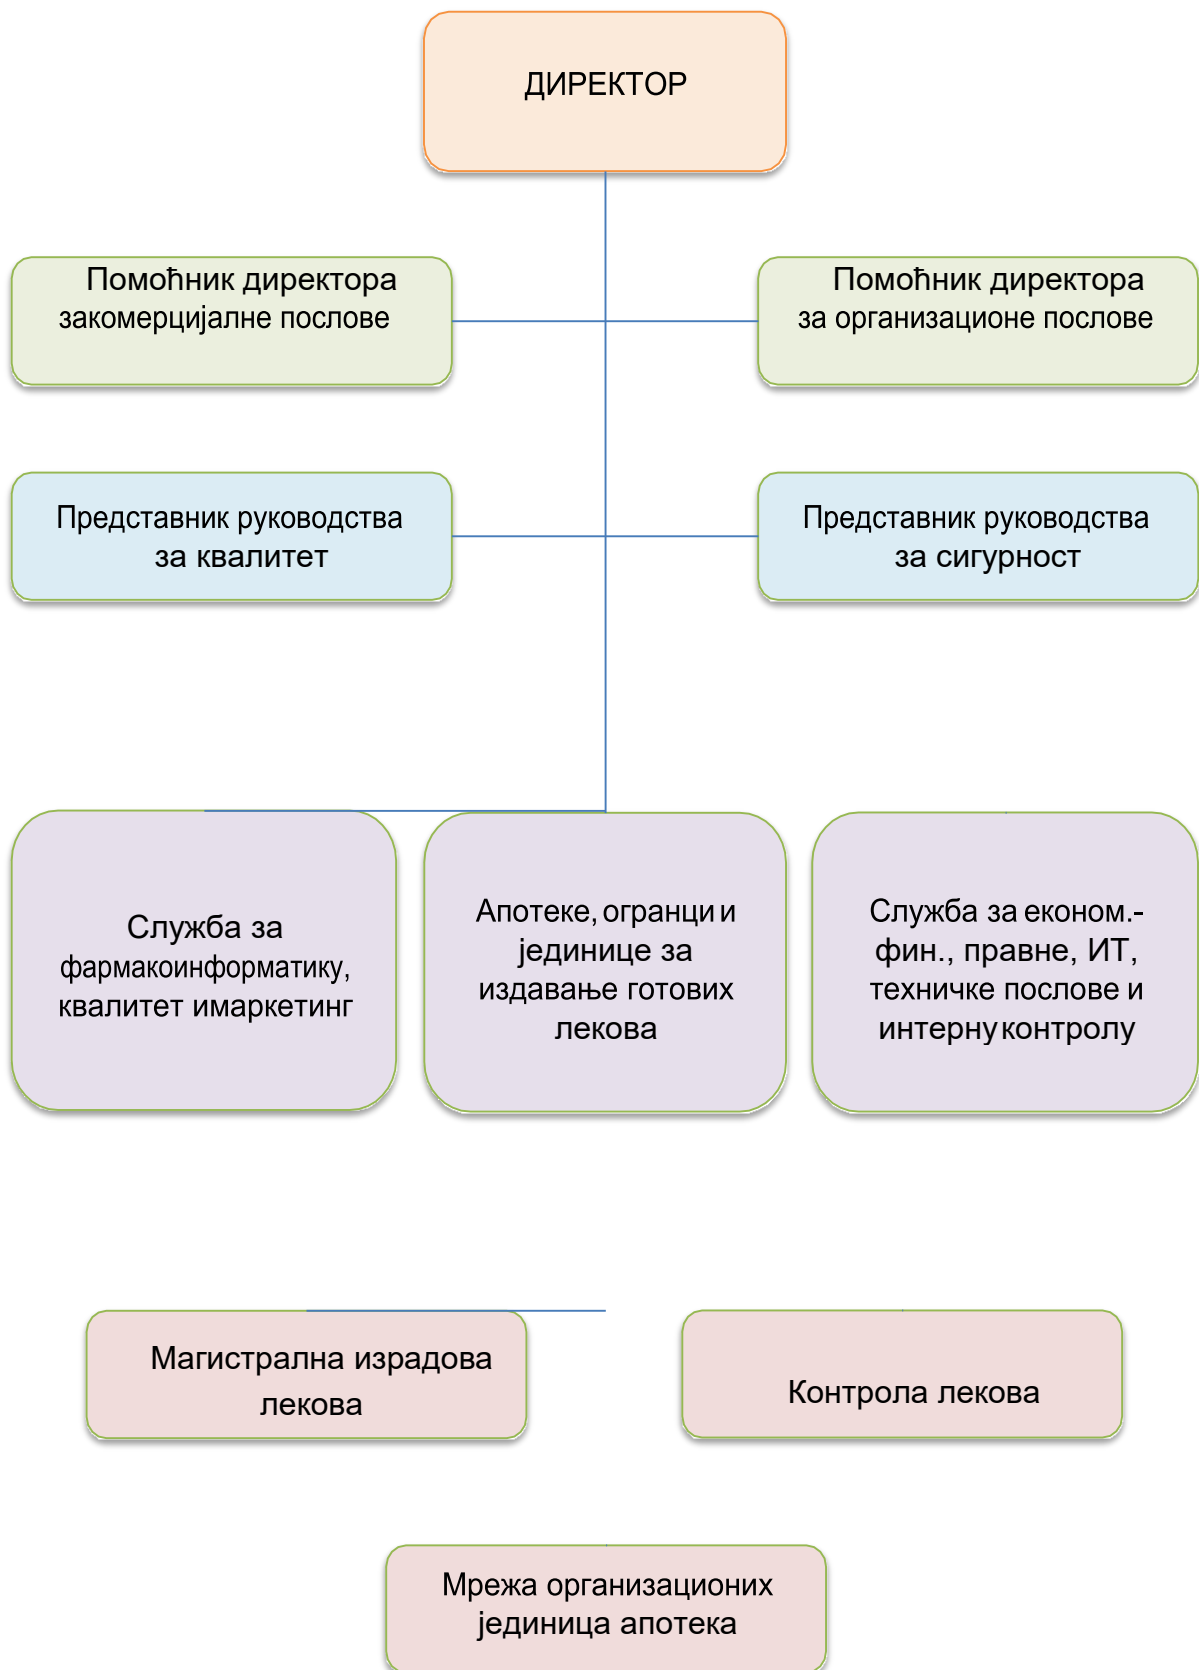 ДИРЕКТОР
Помоћник директора
закомерцијалне послове
Помоћник директора
за организационе послове
Представник руководства
за квалитет
Представник руководства
за сигурност
Служба за
фармакоинформатику,
квалитет имаркетинг
Апотеке, огранци и
јединице за
издавање готових
лекова
Служба за економ.-
фин., правне, ИТ,
техничке послове и
интерну контролу
Магистрална израдова
лекова
Контрола лекова
Мрежа организационих
јединица апотека